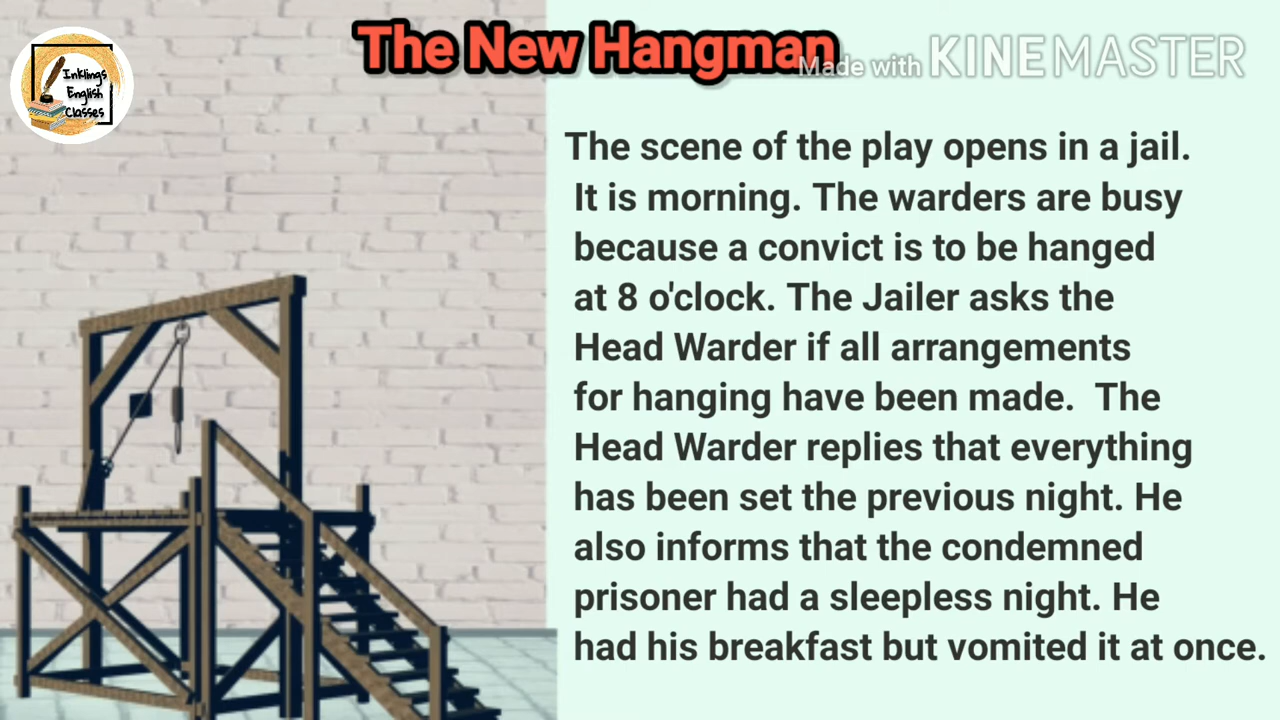 The New Hangman
Made with KINEMASTER
Inklings
English
Classes
The scene of the play opens in a jail.
It is morning. The warders are busy
because a convict is to be hanged
at 8 o'clock. The Jailer asks the
Head Warder if all arrangements
for hanging have been made. The
Head Warder replies that everything
has been set the previous night. He
also informs that the condemned
prisoner had a sleepless night. He
had his breakfast but vomited it at once.